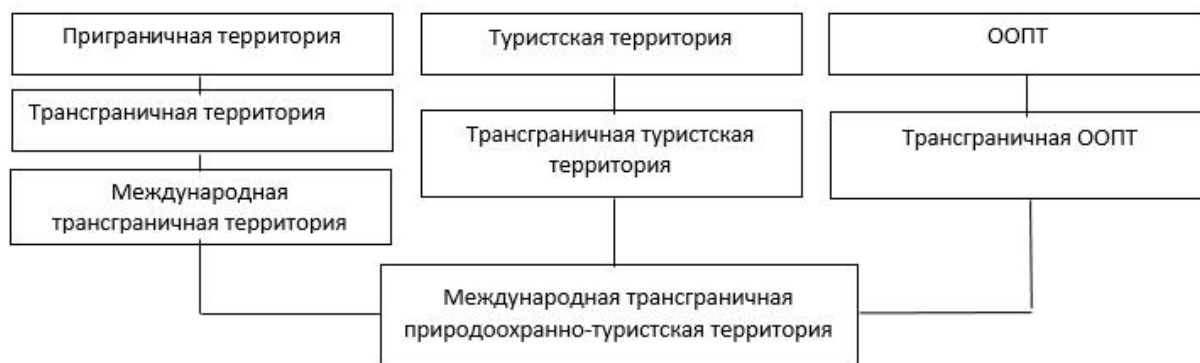 Приграничная территория
Туристская территория
ООПТ
Трансграничная территория
Трансграничная туристская
территория
Трансграничная ООПТ
Международная
трансграничная территория
Международная трансграничная
природоохранно-туристская территория